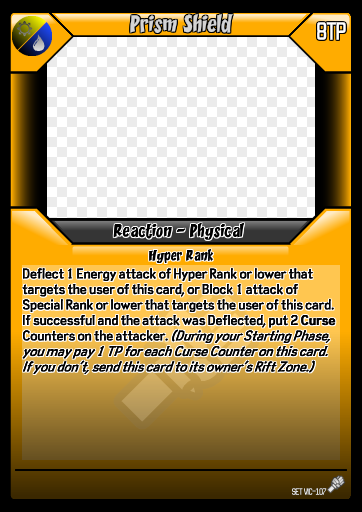 Prism Shield
8TP
Reaction - Physical
Hyper Rank
Deflect 1 Energy attack of Hyper Rank or lower that
targets the user of this card, or Block 1 attack of
Special Rank or lower that targets the user of this card.
If successful and the attack was Deflected, put 2 Curse
Counters on the attacker. (During your Starting Phase,
you may pay 1 TP for each Curse Counter on this card.
If you don't, send this card to its owner's Rift Zone.)
SET VIC-107